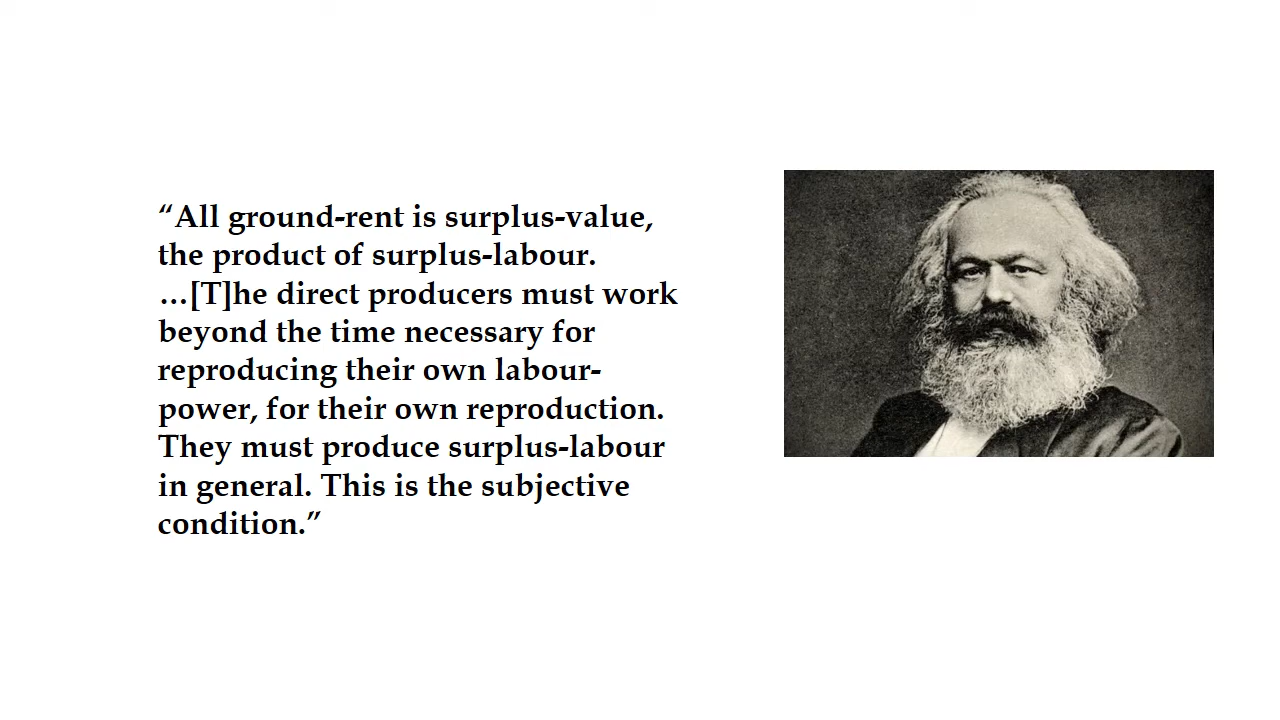 “All ground-rent is surplus-value,
the product of surplus-labour.
…[T]he direct producers must work
beyond the time necessary for
reproducing their own labour-
power, for their own reproduction.
They must produce surplus-labour
in general. This is the subjective
condition.”